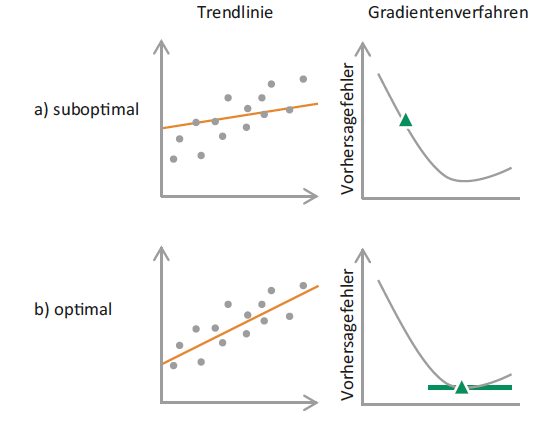 Trendlinie
Gradientenverfahren
a) suboptimal
Vorhersagefehler
b) optimal
Vorhersagefehler